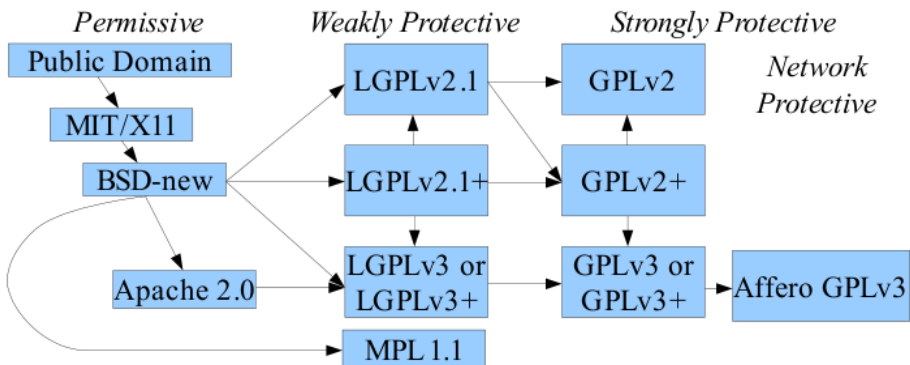 Permissive
Weakly Protective
Strongly Protective
Public Domain
LGPLv2.1
GPLv2
Network
Protective
MIT/X11
BSD-new
LGPLv2.1+
GPLv2+
Apache 2.0
LGPLv3 or
LGPLv3+
GPLv3 or
GPLv3+
Affero GPLv3
MPL 1.1